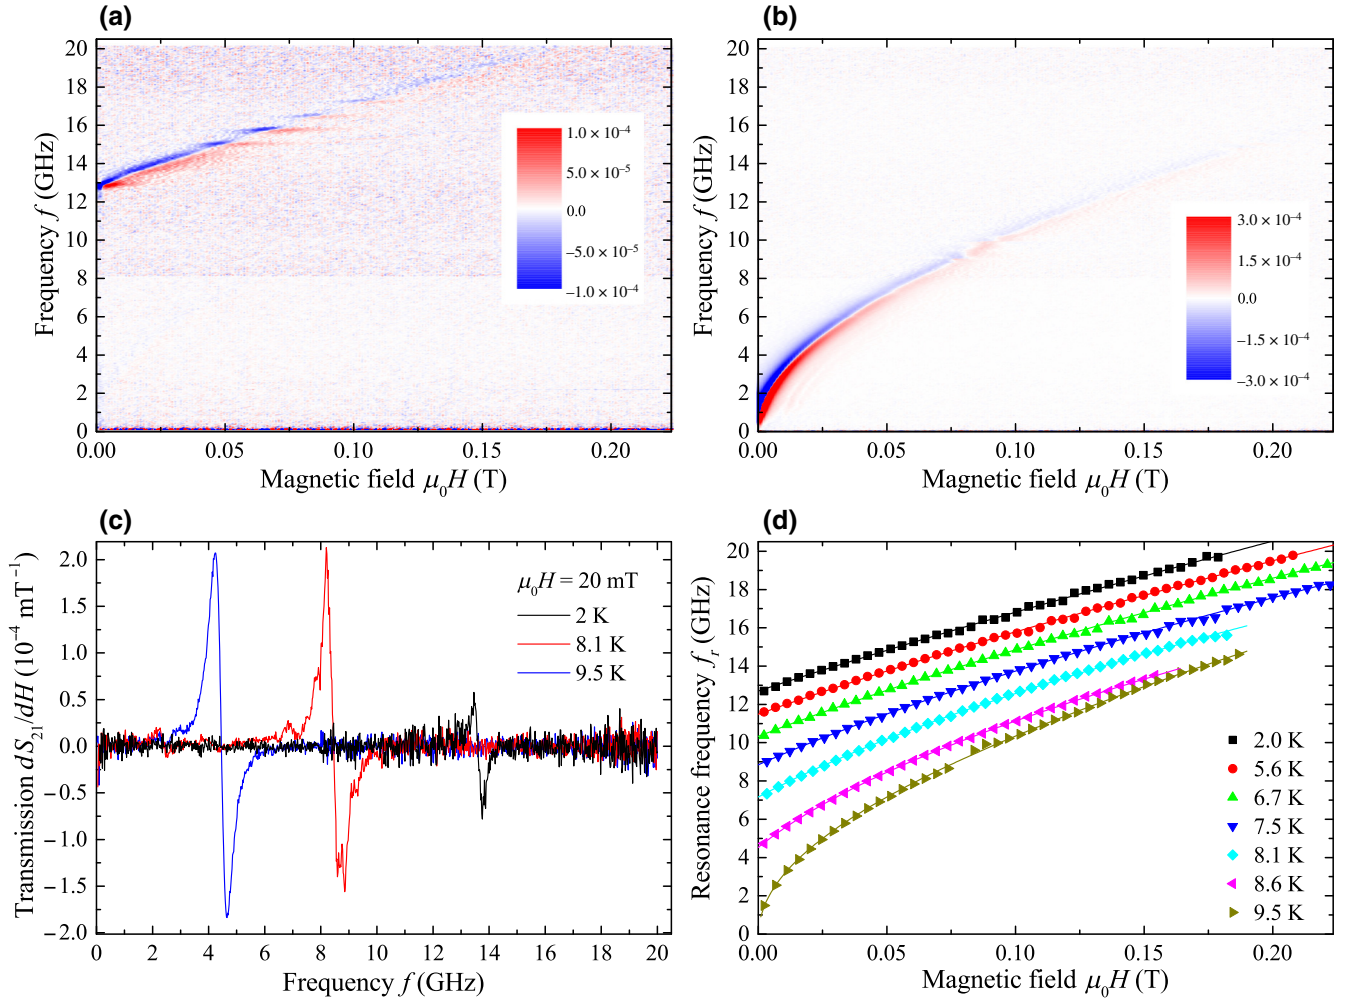 (a)
20
18
16
14
12
10
8
6
4
2
0
Frequency f (GHz)
1.0 × 10⁻⁴
5.0 × 10⁻⁵
0.0
−5.0 × 10⁻⁵
−1.0 × 10⁻⁴
0.00 0.05 0.10 0.15 0.20
Magnetic field μ₀H (T)
(b)
20
18
16
14
12
10
8
6
4
2
0
Frequency f (GHz)
3.0 × 10⁻⁴
1.5 × 10⁻⁴
0.0
−1.5 × 10⁻⁴
−3.0 × 10⁻⁴
0.00 0.05 0.10 0.15 0.20
Magnetic field μ₀H (T)
(c)
2.0
1.5
1.0
0.5
0.0
−0.5
−1.0
−1.5
−2.0
Transmission dS₂₁/dH (10⁻⁴ mT⁻¹)
μ₀H = 20 mT
2 K
8.1 K
9.5 K
0 2 4 6 8 10 12 14 16 18 20
Frequency f (GHz)
(d)
20
18
16
14
12
10
8
6
4
2
0
Resonance frequency fᵣ (GHz)
2.0 K
5.6 K
6.7 K
7.5 K
8.1 K
8.6 K
9.5 K
0.00 0.05 0.10 0.15 0.20
Magnetic field μ₀H (T)